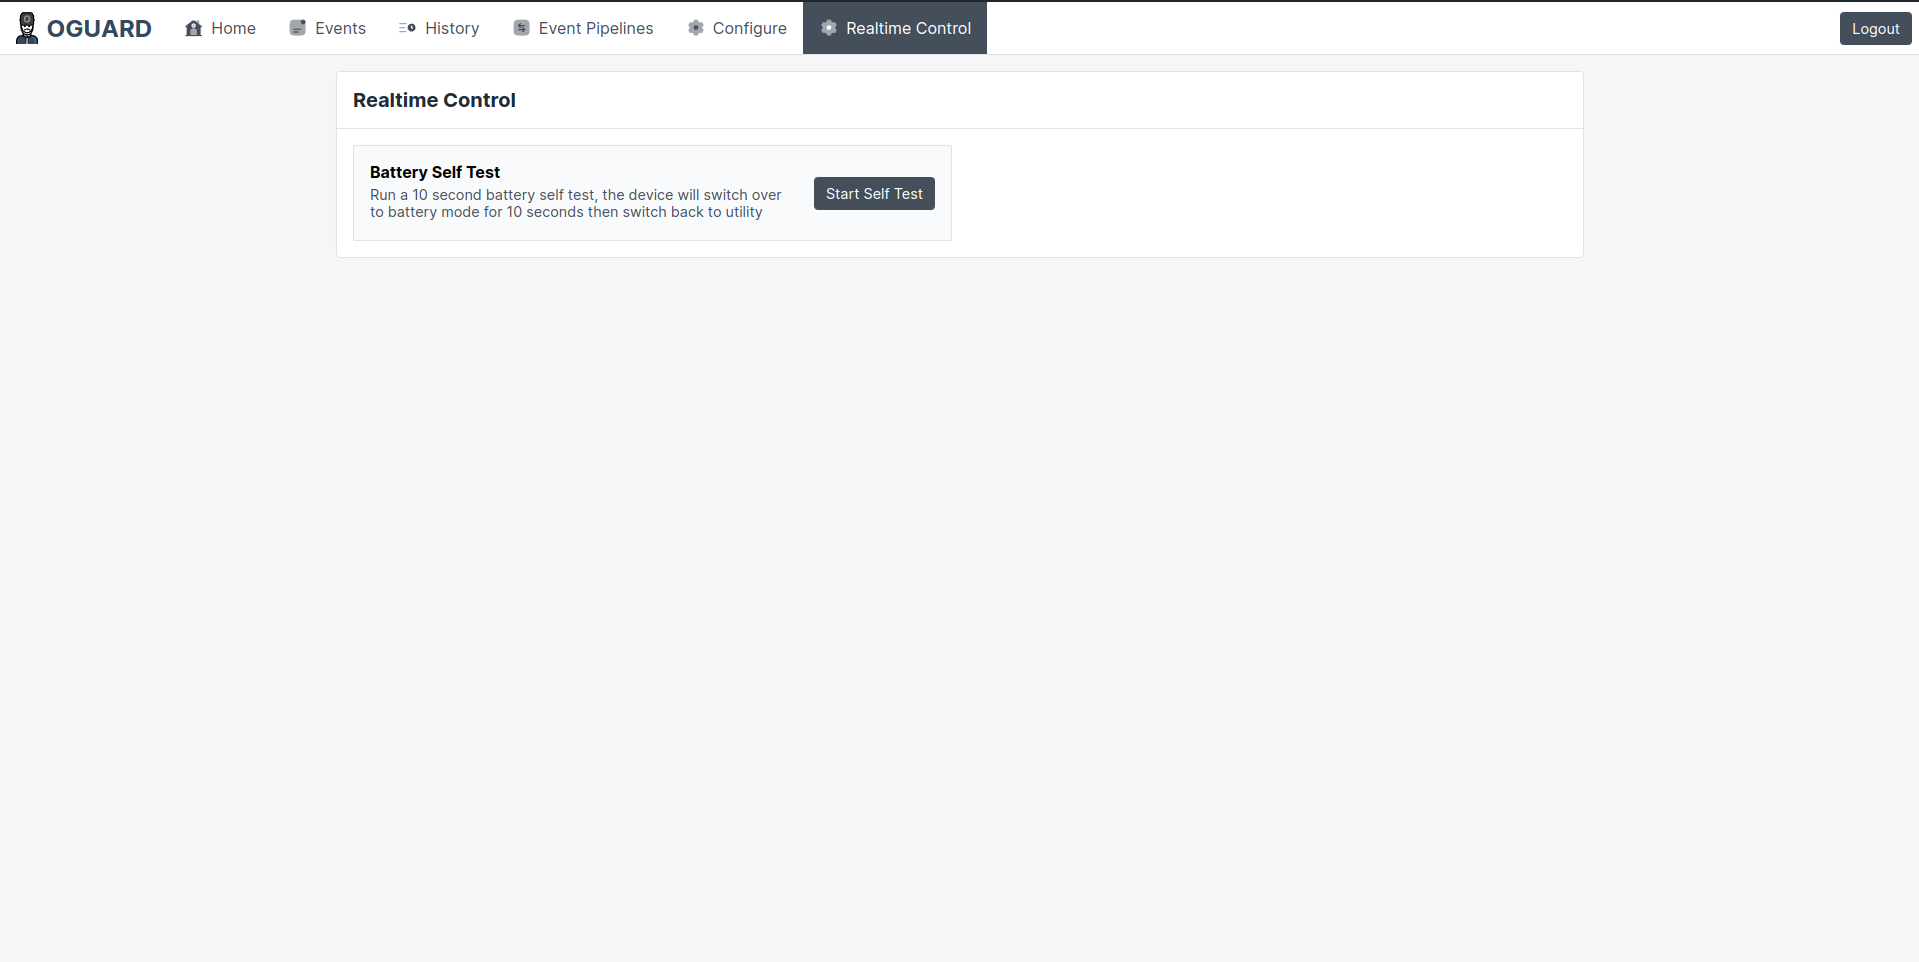 OGUARD
Home
Events
History
Event Pipelines
Configure
Realtime Control
Logout
Realtime Control
Battery Self Test
Run a 10 second battery self test, the device will switch over
to battery mode for 10 seconds then switch back to utility
Start Self Test